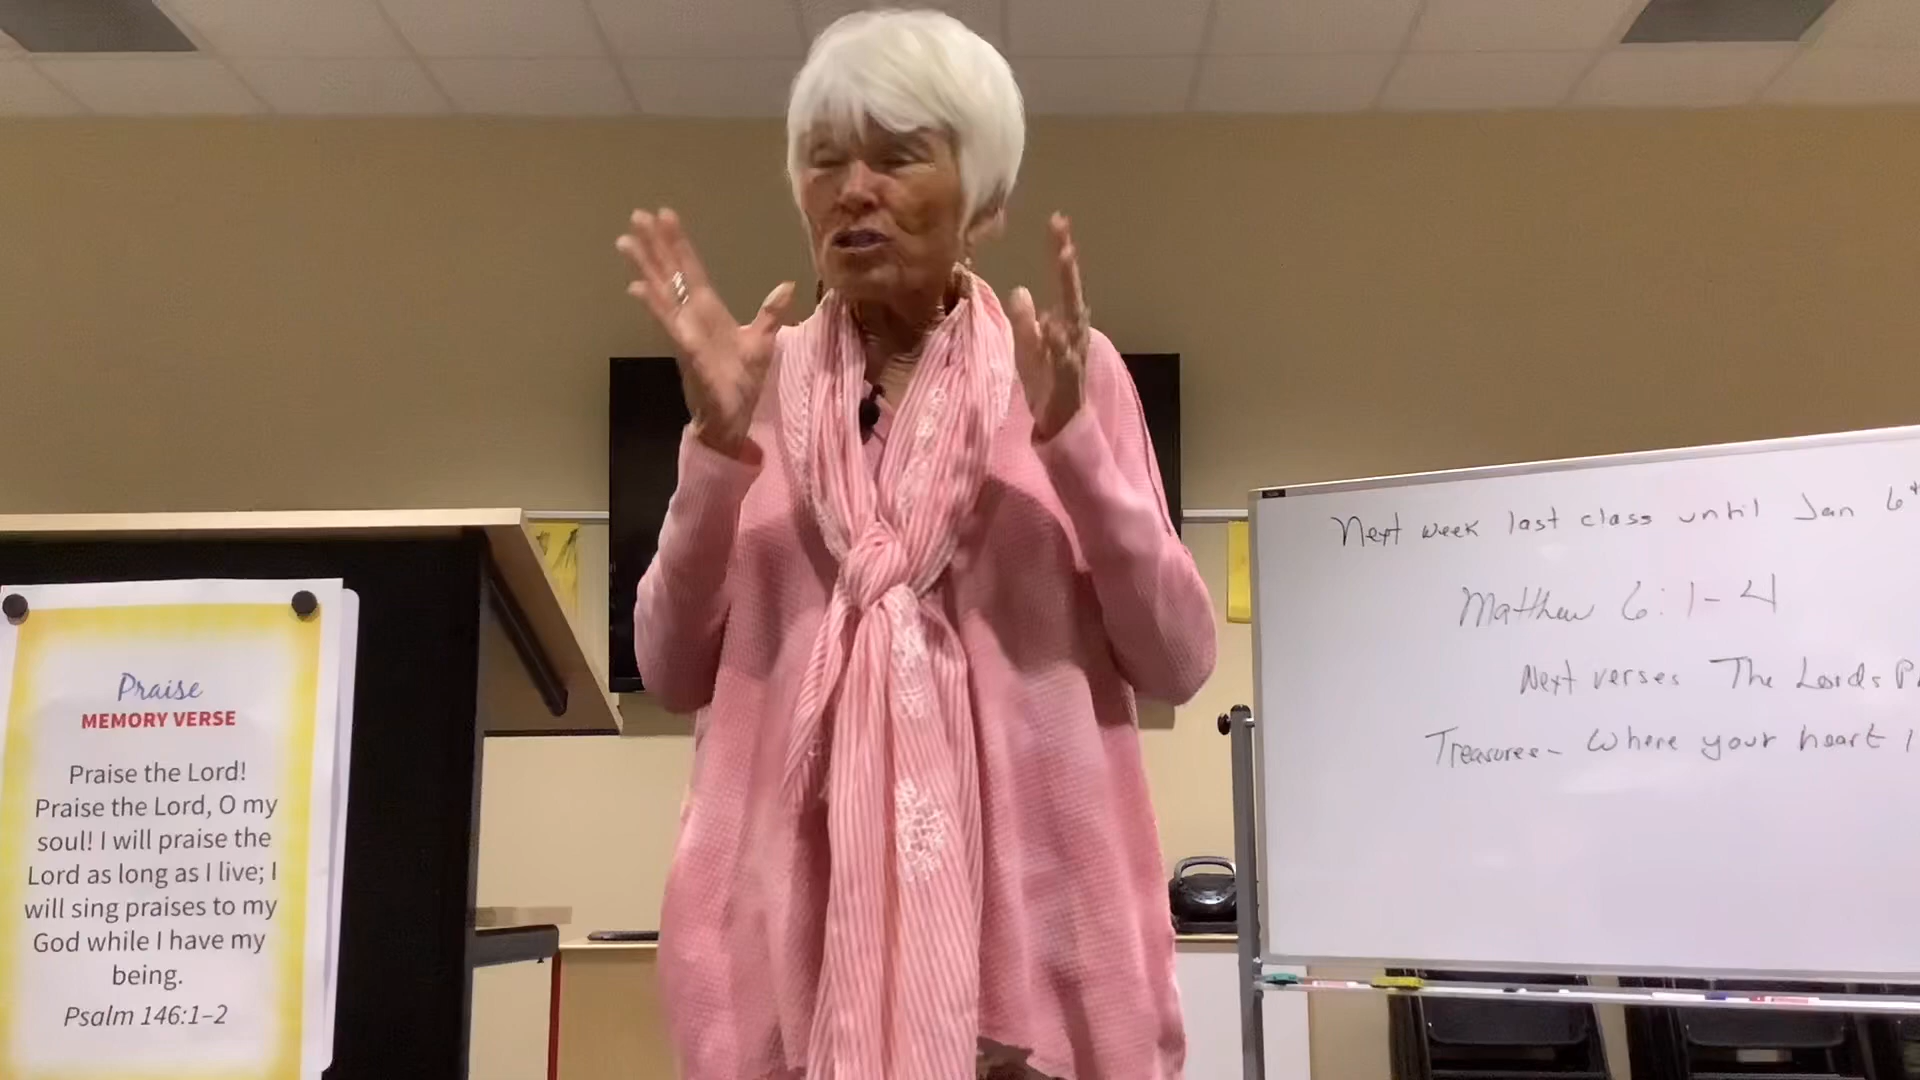 Praise
MEMORY VERSE
Praise the Lord!
Praise the Lord, O my
soul! I will praise the
Lord as long as I live; I
will sing praises to my
God while I have my
being.
Psalm 146:1–2
Next week last class until Jan 6th
Matthew 6:1-4
Next verses The Lords
Treasures- Where your heart